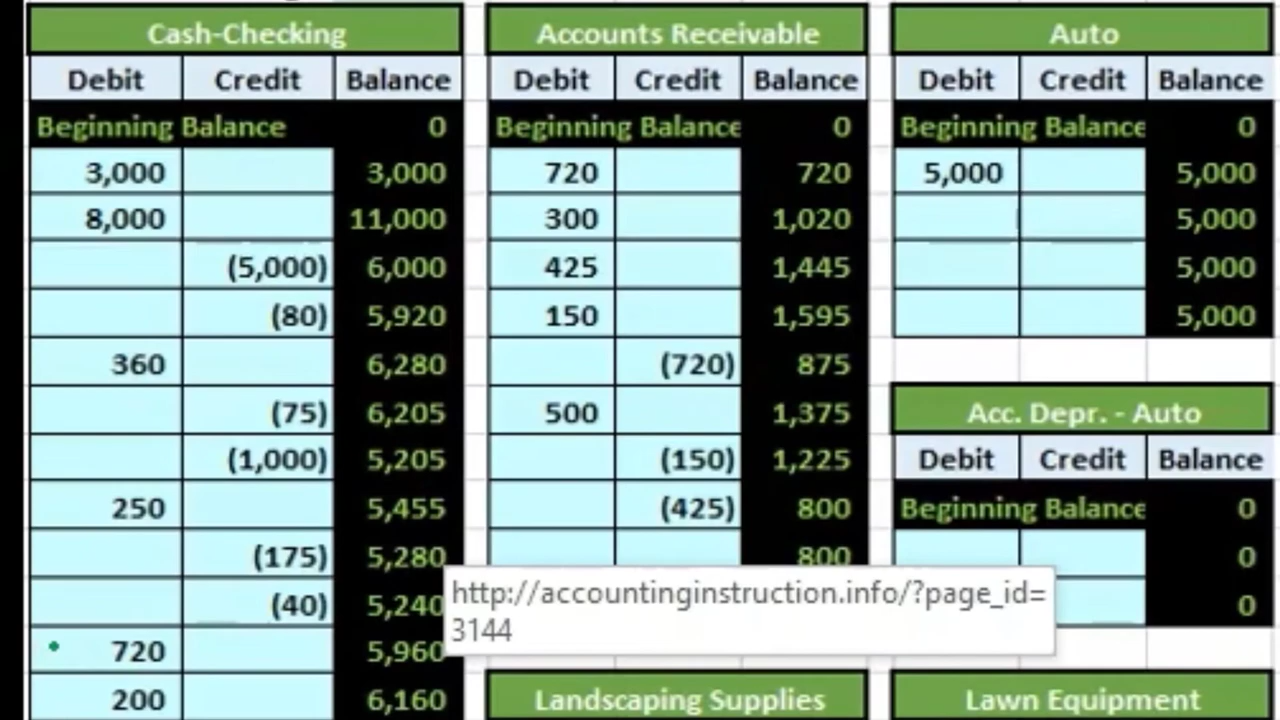 Cash-Checking Accounts Receivable Auto
Debit Credit Balance Debit Credit Balance Debit Credit Balance
Beginning Balance 0 Beginning Balance 0 Beginning Balance 0
3,000 3,000 720 720 5,000 5,000
8,000 11,000 300 1,020 5,000
(5,000) 6,000 425 1,445 5,000
(80) 5,920 150 1,595 5,000
360 6,280 (720) 875
(75) 6,205 500 1,375 Acc. Depr. - Auto
(1,000) 5,205 (150) 1,225 Debit Credit Balance
250 5,455 (425) 800 Beginning Balance 0
(175) 5,280 800 0
(40) 5,240 http://accountinginstruction.info/?page_id= 0
3144
720 5,960
200 6,160 Landscaping Supplies Lawn Equipment